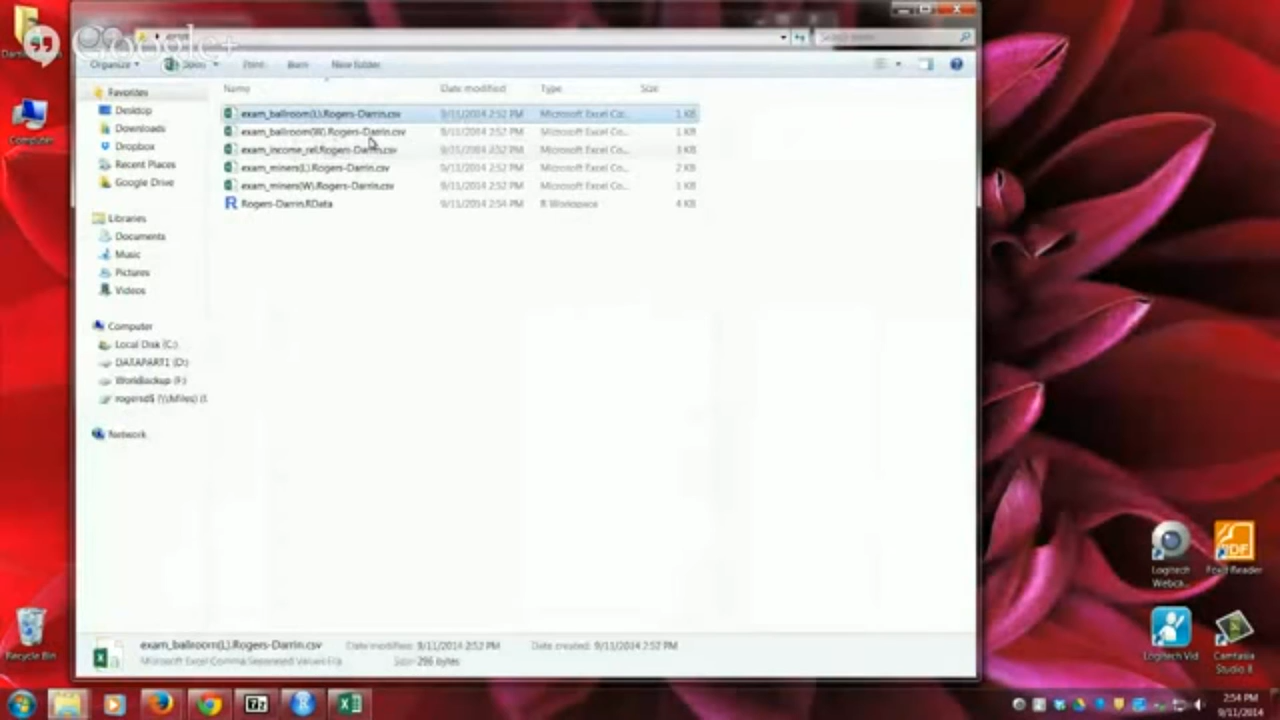 Google+
Organize Open Print Burn New folder
Name Date modified Type Size
Favorites
Desktop
Downloads
Dropbox
Recent Places
Google Drive
Libraries
Documents
Music
Pictures
Videos
Computer
Local Disk (C:)
DATAPART1 (D:)
WorkBackup (F:)
Network
exam_ballroom(L).Rogers-Darrin.csv 9/11/2014 2:52 PM Microsoft Excel Co... 1 KB
exam_ballroom(W).Rogers-Darrin.csv 9/11/2014 2:52 PM Microsoft Excel Co... 1 KB
exam_income_rel.Rogers-Darrin.csv 9/11/2014 2:52 PM Microsoft Excel Co... 3 KB
exam_miners(L).Rogers-Darrin.csv 9/11/2014 2:52 PM Microsoft Excel Co... 2 KB
exam_miners(W).Rogers-Darrin.csv 9/11/2014 2:52 PM Microsoft Excel Co... 1 KB
Rogers-Darrin.RData 9/11/2014 2:54 PM R Workspace 4 KB
exam_ballroom(L).Rogers-Darrin.csv Date modified: 9/11/2014 2:52 PM Date created: 9/11/2014 2:52 PM
Microsoft Excel Comma Separated Values File Size: 296 bytes
Computer
Recycle Bin
Logitech
Webca...
Foxit Reader
Logitech Vid
Camtasia
Studio 8
2:54 PM
9/11/2014